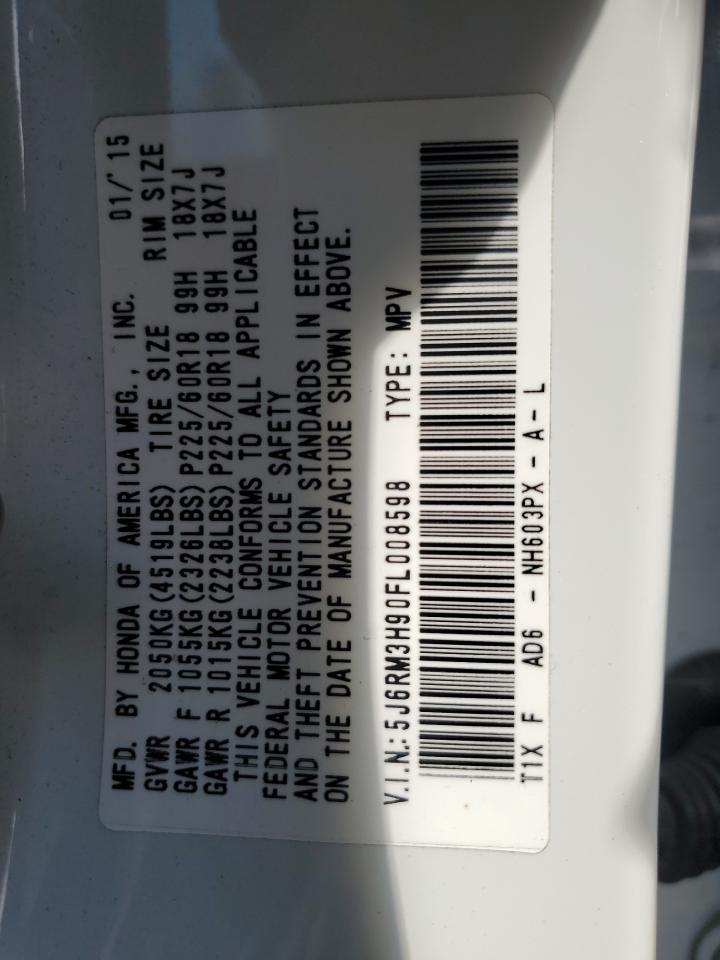 MFD. BY HONDA OF AMERICA MFG., INC. 01/'15
GVWR 2050KG(4519LBS) TIRE SIZE RIM SIZE
GAWR F 1055KG(2326LBS) P225/60R18 99H 18X7J
GAWR R 1015KG(2238LBS) P225/60R18 99H 18X7J
THIS VEHICLE CONFORMS TO ALL APPLICABLE
FEDERAL MOTOR VEHICLE SAFETY
AND THEFT PREVENTION STANDARDS IN EFFECT
ON THE DATE OF MANUFACTURE SHOWN ABOVE.
V.I.N.: 5J6RM3H90FL008598 TYPE: MPV
T1X F AD6 - NH603PX - A - L